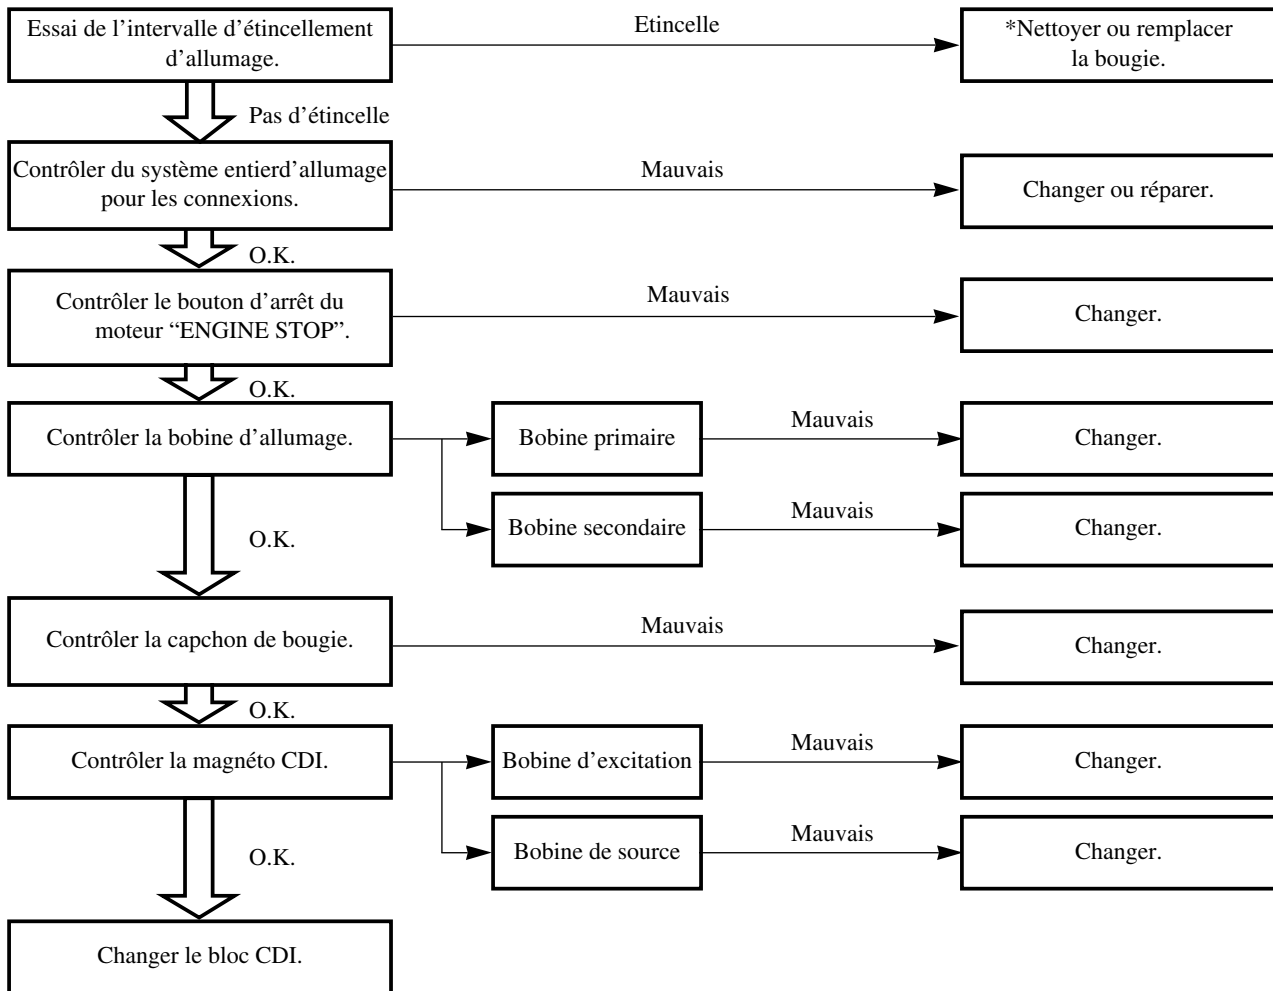 Essai de l’intervalle d’étincellement
d’allumage.
Etincelle
*Nettoyer ou remplacer
la bougie.
Pas d’étincelle
Contrôler du système entierd’allumage
pour les connexions.
Mauvais
Changer ou réparer.
O.K.
Contrôler le bouton d’arrêt du
moteur “ENGINE STOP”.
Mauvais
Changer.
O.K.
Contrôler la bobine d’allumage.
Bobine primaire
Mauvais
Changer.
Bobine secondaire
Mauvais
Changer.
O.K.
Contrôler la capchon de bougie.
Mauvais
Changer.
O.K.
Contrôler la magnéto CDI.
Bobine d’excitation
Mauvais
Changer.
Bobine de source
Mauvais
Changer.
O.K.
Changer le bloc CDI.